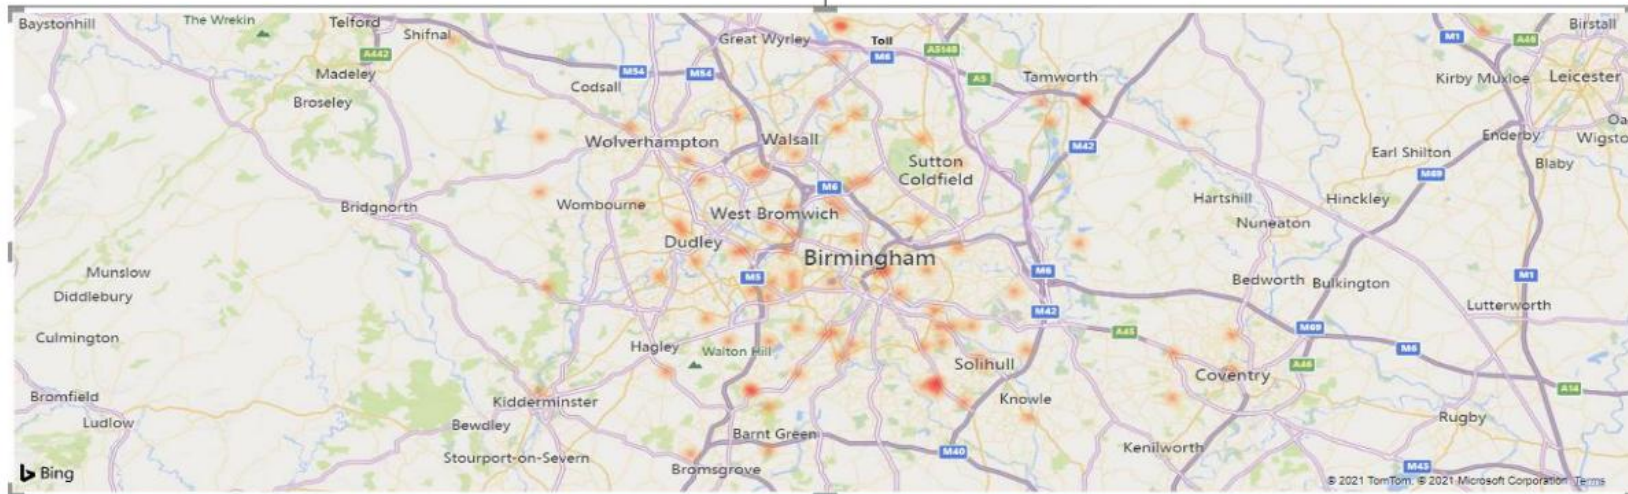 Baystonhill
The Wrekin
Telford
Shifnal
A442
Madeley
Broseley
Great Wyrley
Toll
M6
A5148
A5
Tamworth
M1
A46
Birstall
Kirby Muxloe
Leicester
M54
M54
Codsall
Wolverhampton
Walsall
M42
Sutton
Coldfield
Enderby
Wigsto
Earl Shilton
Blaby
M69
M6
Oa
Bridgnorth
Wombourne
West Bromwich
Hartshill
Hinckley
Nuneaton
Dudley
Birmingham
Munslow
Diddlebury
M5
M6
M42
Bedworth
Bulkington
M1
Lutterworth
Culmington
Hagley
Walton Hill
A45
M69
M6
A46
Solihull
Coventry
A14
Bromfield
Ludlow
Kidderminster
Bewdley
Knowle
Rugby
Barnt Green
Kenilworth
Stourport-on-Severn
Bromsgrove
M40
M45
Bing
© 2021 TomTom, © 2021 Microsoft Corporation Terms